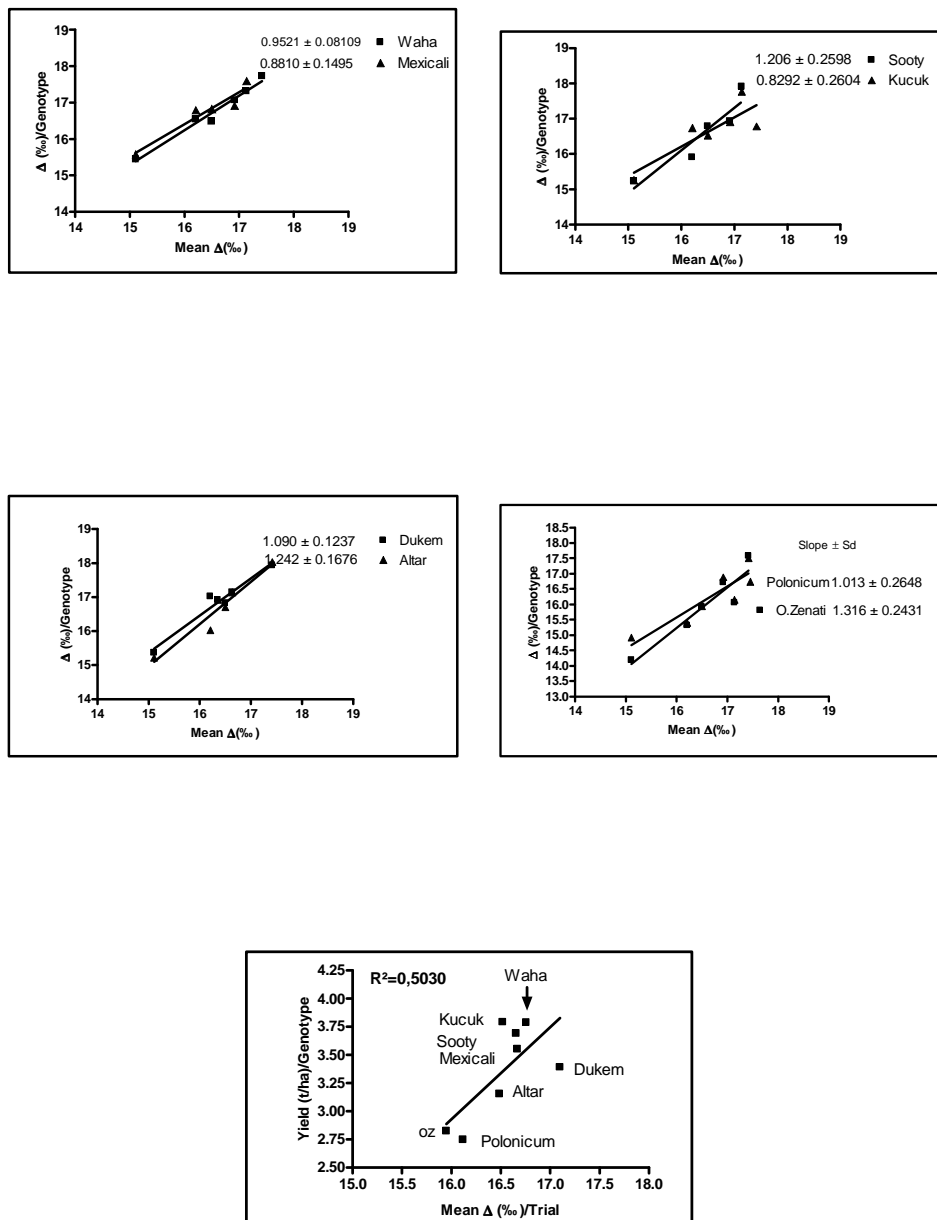 0.9521 ± 0.08109 Waha
0.8810 ± 0.1495 Mexicali
19
18
17
16
15
14
14 15 16 17 18 19
Δ (‰)/Genotype
Mean Δ(‰)
1.206 ± 0.2598 Sooty
0.8292 ± 0.2604 Kucuk
19
18
17
16
15
14
14 15 16 17 18 19
Δ (‰)/Genotype
Mean Δ(‰)
1.090 ± 0.1237 Dukem
1.242 ± 0.1676 Altar
19
18
17
16
15
14
14 15 16 17 18 19
Δ (‰)/Genotype
Mean Δ(‰)
Slope ± Sd
Polonicum 1.013 ± 0.2648
O.Zenati 1.316 ± 0.2431
18.5
18.0
17.5
17.0
16.5
16.0
15.5
15.0
14.5
14.0
13.5
13.0
14 15 16 17 18 19
Δ (‰)/Genotype
Mean Δ(‰)
R²=0,5030
Waha
Kucuk
Sooty
Mexicali
Dukem
Altar
oz
Polonicum
4.25
4.00
3.75
3.50
3.25
3.00
2.75
2.50
15.0 15.5 16.0 16.5 17.0 17.5 18.0
Yield (t/ha)/Genotype
Mean Δ (‰)/Trial